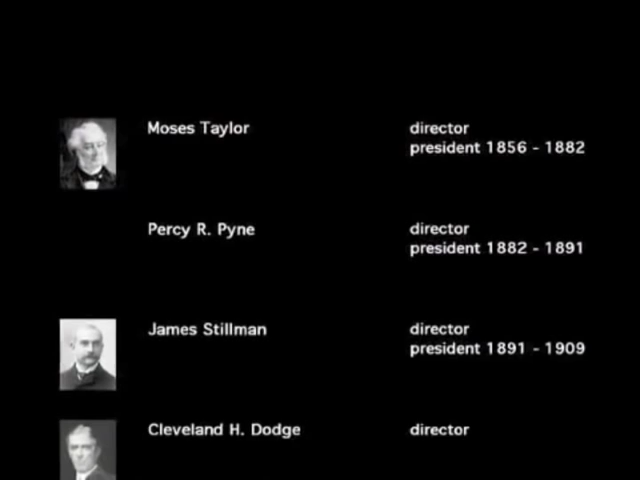 Moses Taylor director
president 1856 - 1882
Percy R. Pyne director
president 1882 - 1891
James Stillman director
president 1891 - 1909
Cleveland H. Dodge director